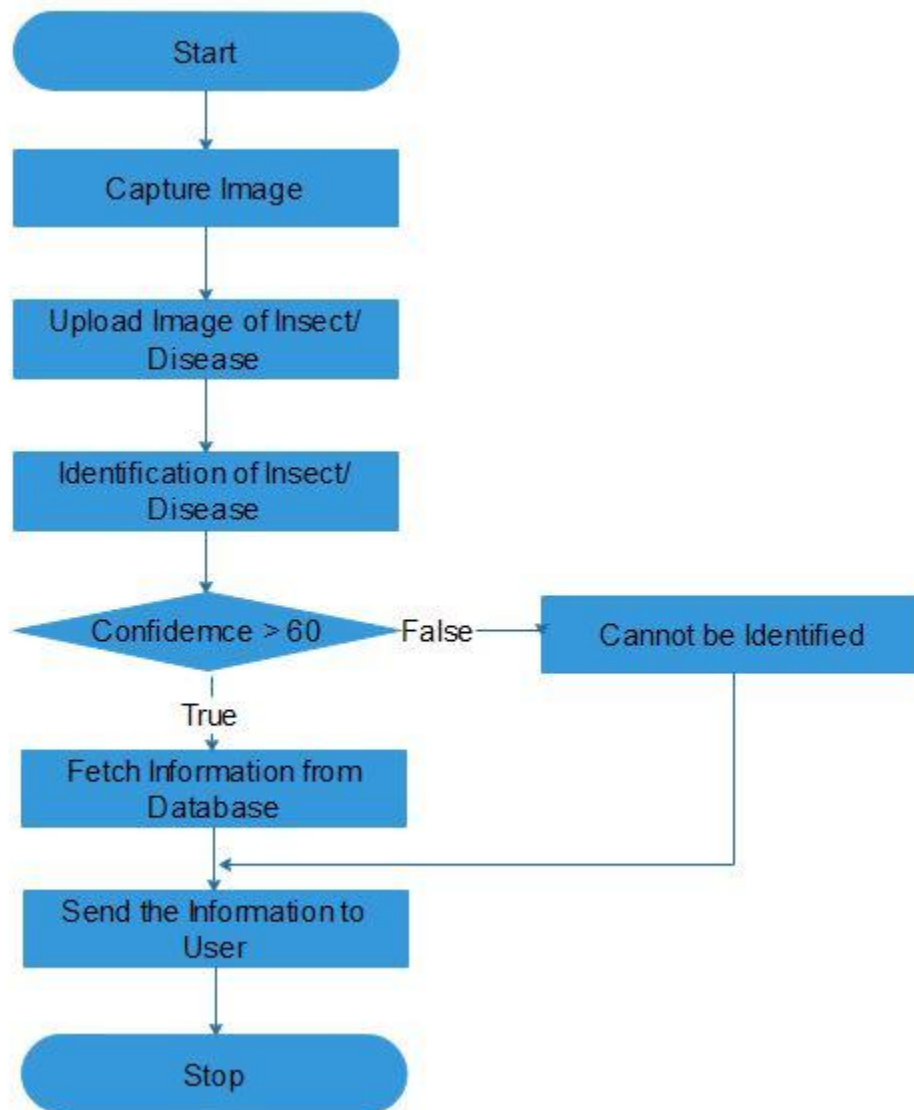 Start
Capture Image
Upload Image of Insect/
Disease
Identification of Insect/
Disease
Confidemce > 60
False
Cannot be Identified
True
Fetch Information from
Database
Send the Information to
User
Stop